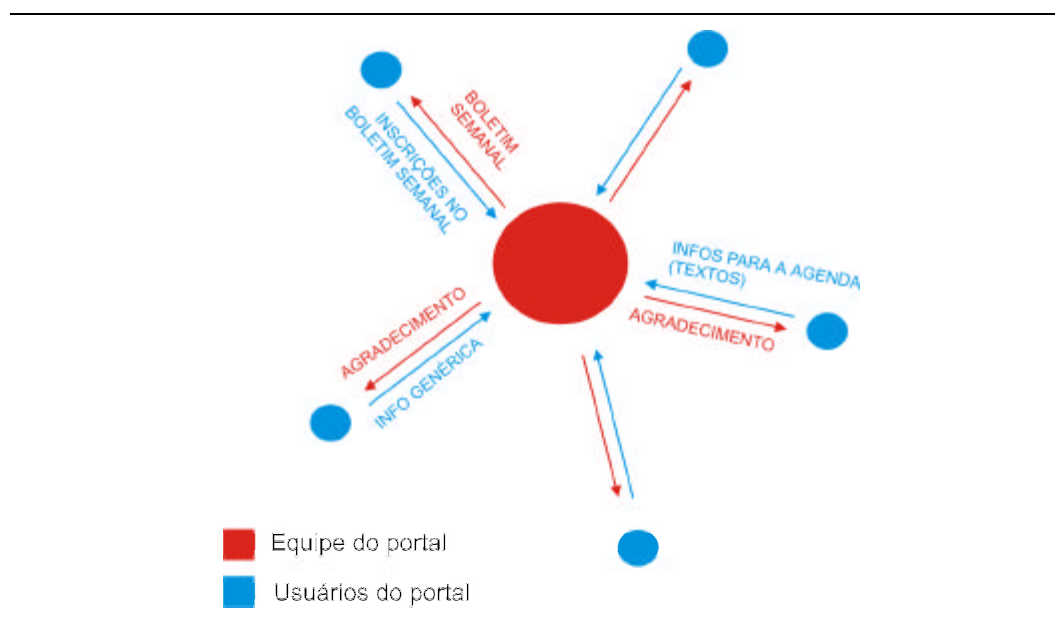 BOLETIM
SEMANAL
INSCRIÇÕES NO
BOLETIM SEMANAL
INFOS PARA A AGENDA
(TEXTOS)
AGRADECIMENTO
AGRADECIMENTO
INFO GENÉRICA
Equipe do portal
Usuários do portal